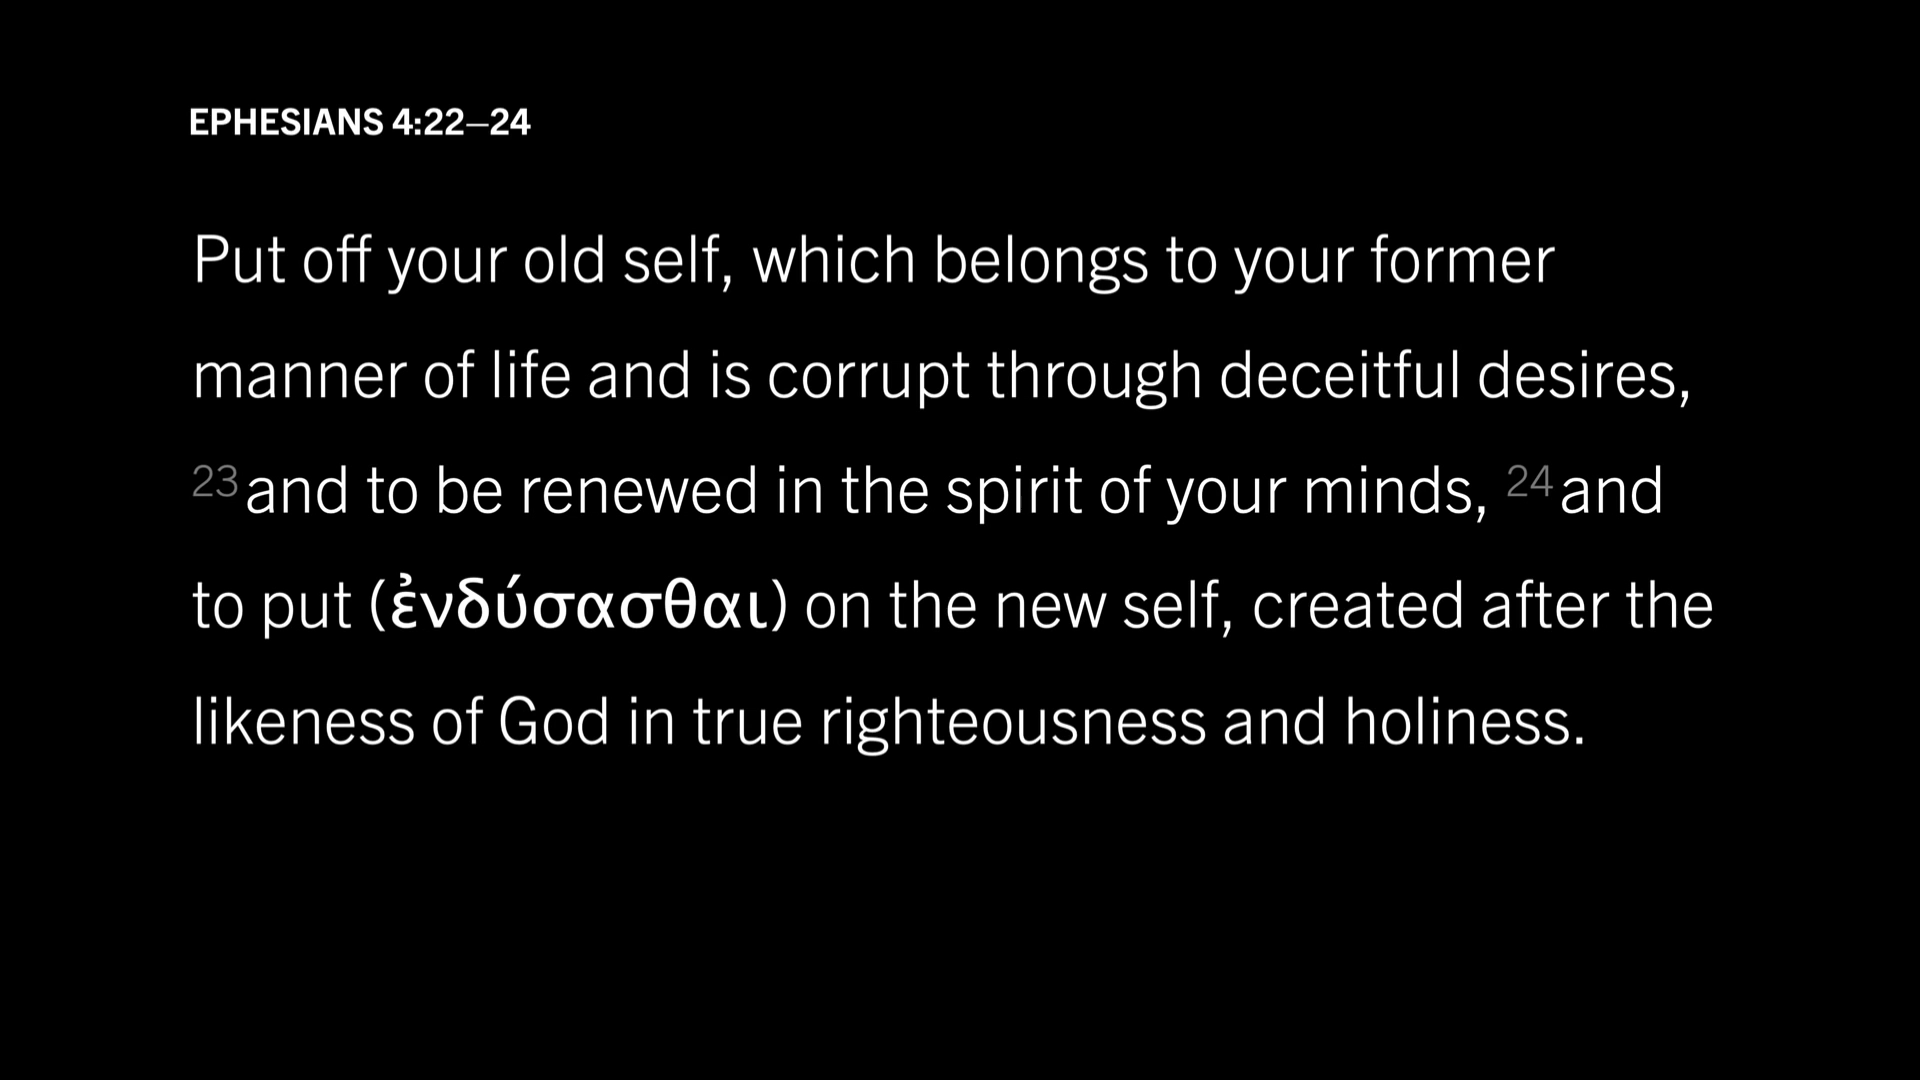 EPHESIANS 4:22–24
Put off your old self, which belongs to your former
manner of life and is corrupt through deceitful desires,
23 and to be renewed in the spirit of your minds, 24 and
to put (ἐνδύσασθαι) on the new self, created after the
likeness of God in true righteousness and holiness.